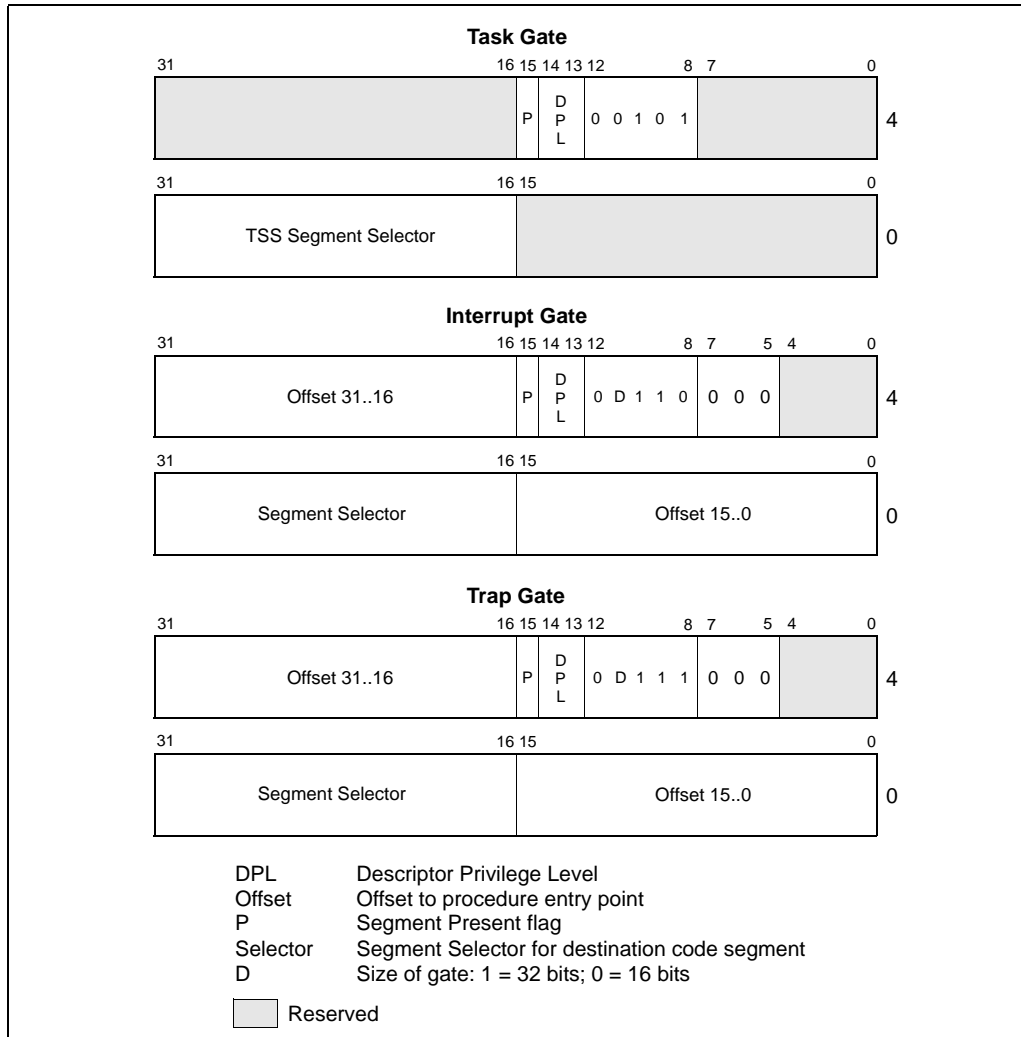 Task Gate
31 16 15 14 13 12 8 7 0
P DPL 0 0 1 0 1 4
31 16 15 0
TSS Segment Selector 0
Interrupt Gate
31 16 15 14 13 12 8 7 5 4 0
Offset 31..16 P DPL 0 D 1 1 0 0 0 0 4
31 16 15 0
Segment Selector Offset 15..0 0
Trap Gate
31 16 15 14 13 12 8 7 5 4 0
Offset 31..16 P DPL 0 D 1 1 1 0 0 0 4
31 16 15 0
Segment Selector Offset 15..0 0
DPL Descriptor Privilege Level
Offset Offset to procedure entry point
P Segment Present flag
Selector Segment Selector for destination code segment
D Size of gate: 1 = 32 bits; 0 = 16 bits
Reserved